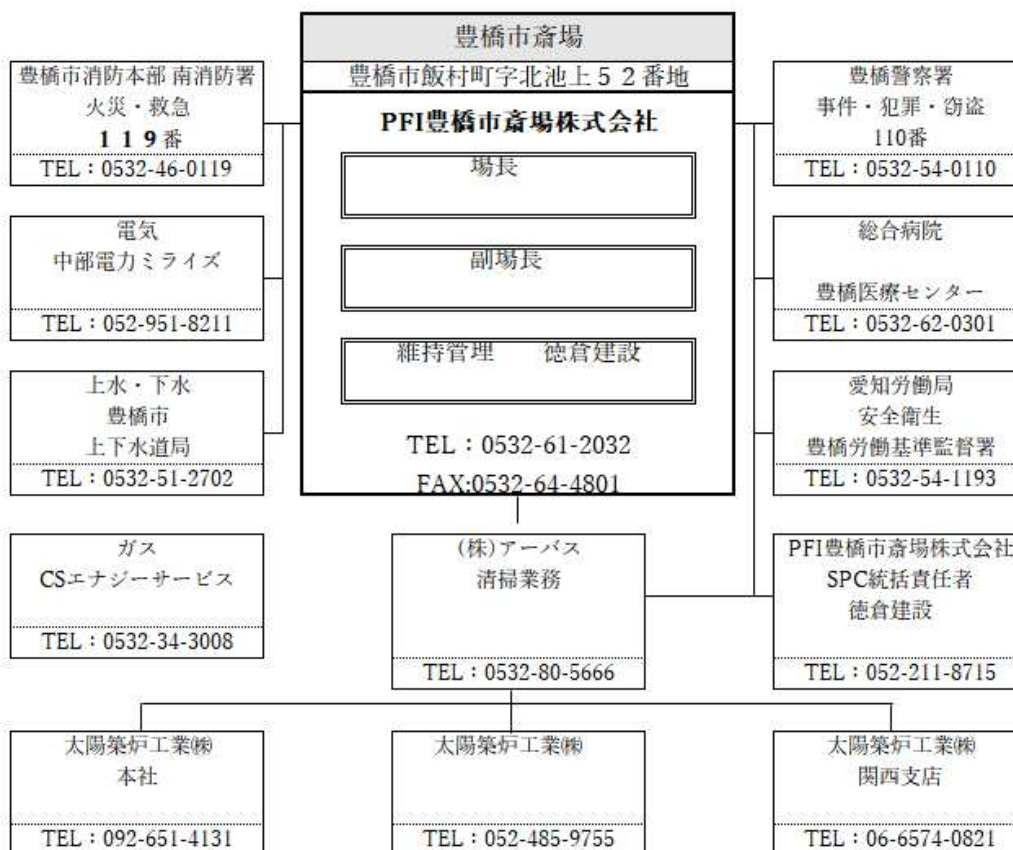 豊橋市斎場
豊橋市飯村町字北池上５２番地
PFI豊橋市斎場株式会社
場長
副場長
維持管理　　徳倉建設
TEL：0532-61-2032
FAX:0532-64-4801
豊橋市消防本部 南消防署
火災・救急
１１９番
TEL：0532-46-0119
電気
中部電力ミライズ
TEL：052-951-8211
上水・下水
豊橋市
上下水道局
TEL：0532-51-2702
ガス
CSエナジーサービス
TEL：0532-34-3008
豊橋警察署
事件・犯罪・窃盗
110番
TEL：0532-54-0110
総合病院
豊橋医療センター
TEL：0532-62-0301
愛知労働局
安全衛生
豊橋労働基準監督署
TEL：0532-54-1193
(株)アーバス
清掃業務
TEL：0532-80-5666
PFI豊橋市斎場株式会社
SPC統括責任者
徳倉建設
TEL：052-211-8715
太陽築炉工業㈱
本社
TEL：092-651-4131
太陽築炉工業㈱
TEL：052-485-9755
太陽築炉工業㈱
関西支店
TEL：06-6574-0821